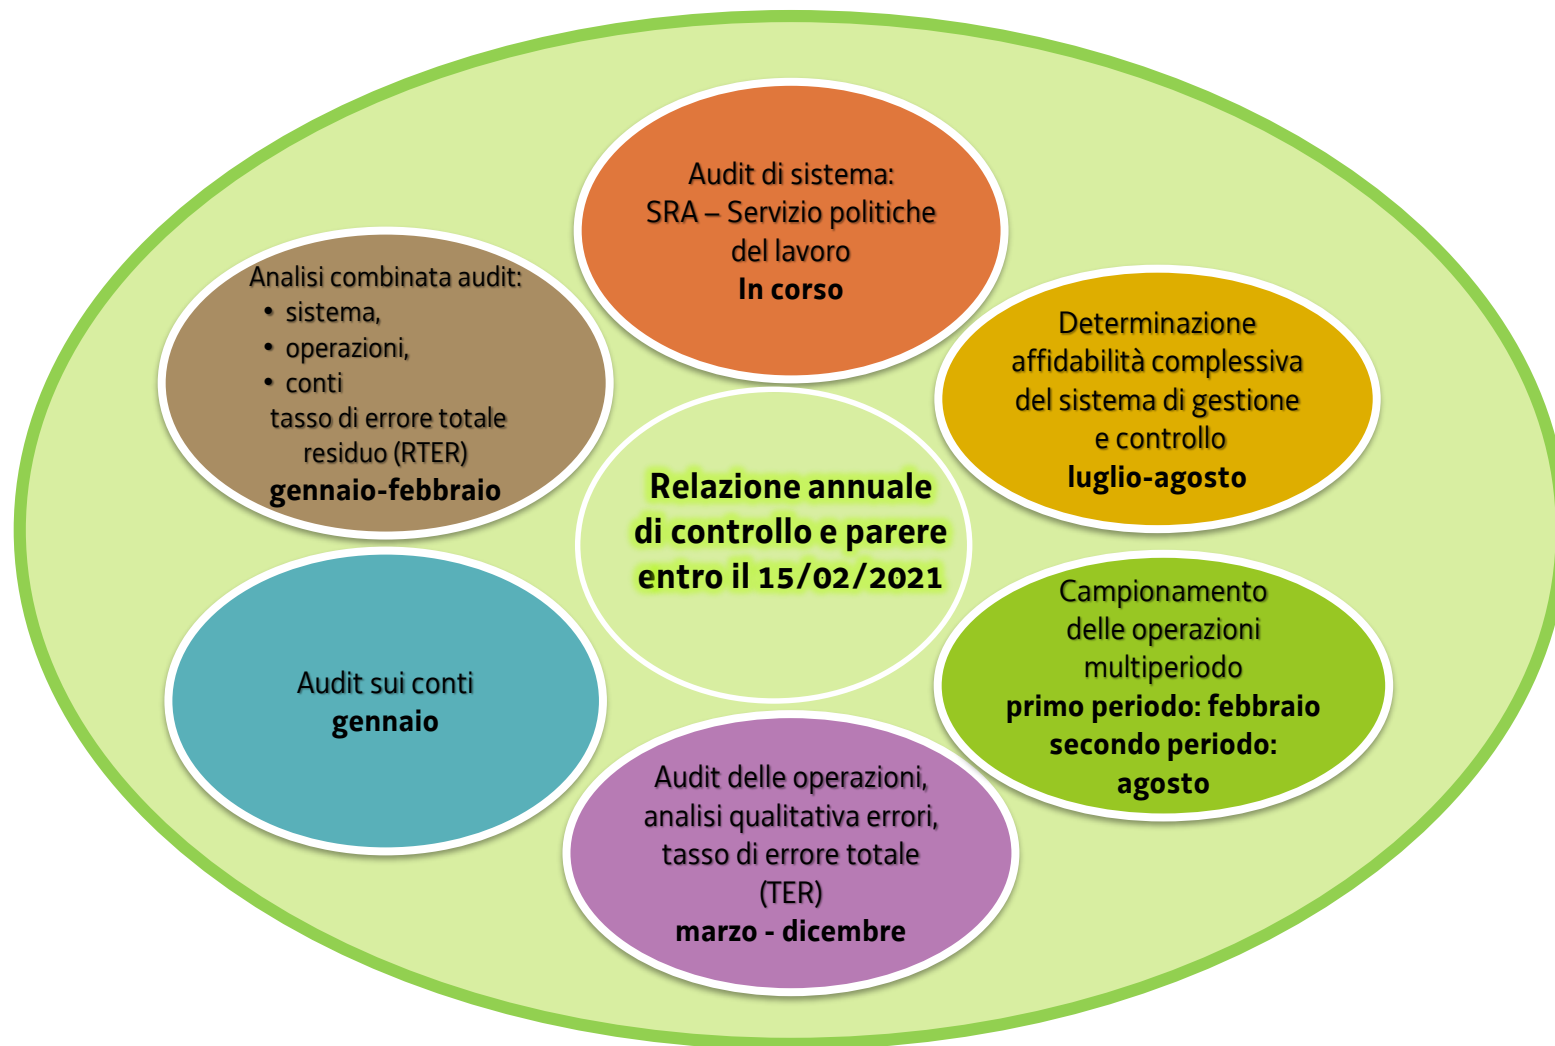 Audit di sistema:
SRA – Servizio politiche
del lavoro
In corso
Determinazione
affidabilità complessiva
del sistema di gestione
e controllo
luglio-agosto
Campionamento
delle operazioni
multiperiodo
primo periodo: febbraio
secondo periodo:
agosto
Audit delle operazioni,
analisi qualitativa errori,
tasso di errore totale
(TER)
marzo - dicembre
Audit sui conti
gennaio
Analisi combinata audit:
• sistema,
• operazioni,
• conti
tasso di errore totale
residuo (RTER)
gennaio-febbraio
Relazione annuale
di controllo e parere
entro il 15/02/2021